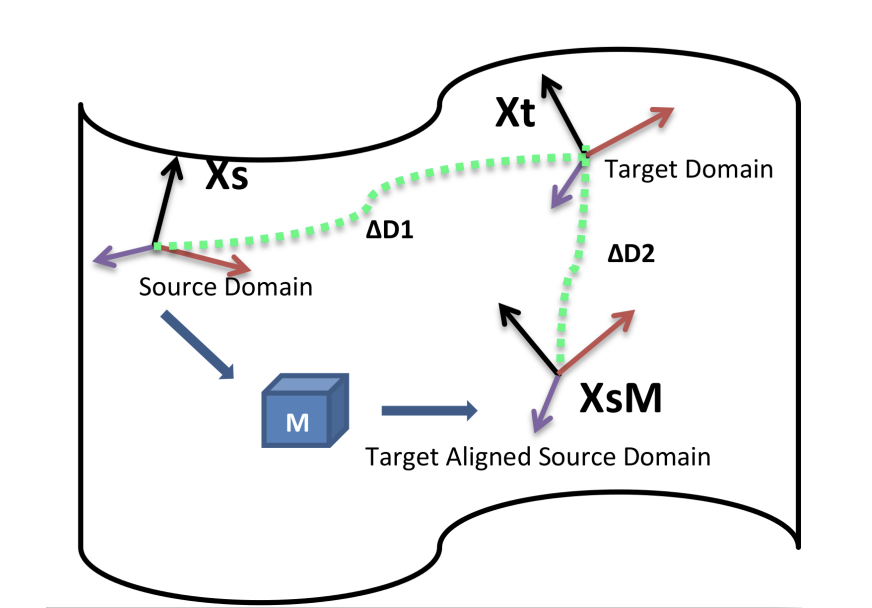 Xt
Xs
Target Domain
ΔD1
ΔD2
Source Domain
XsM
M
Target Aligned Source Domain